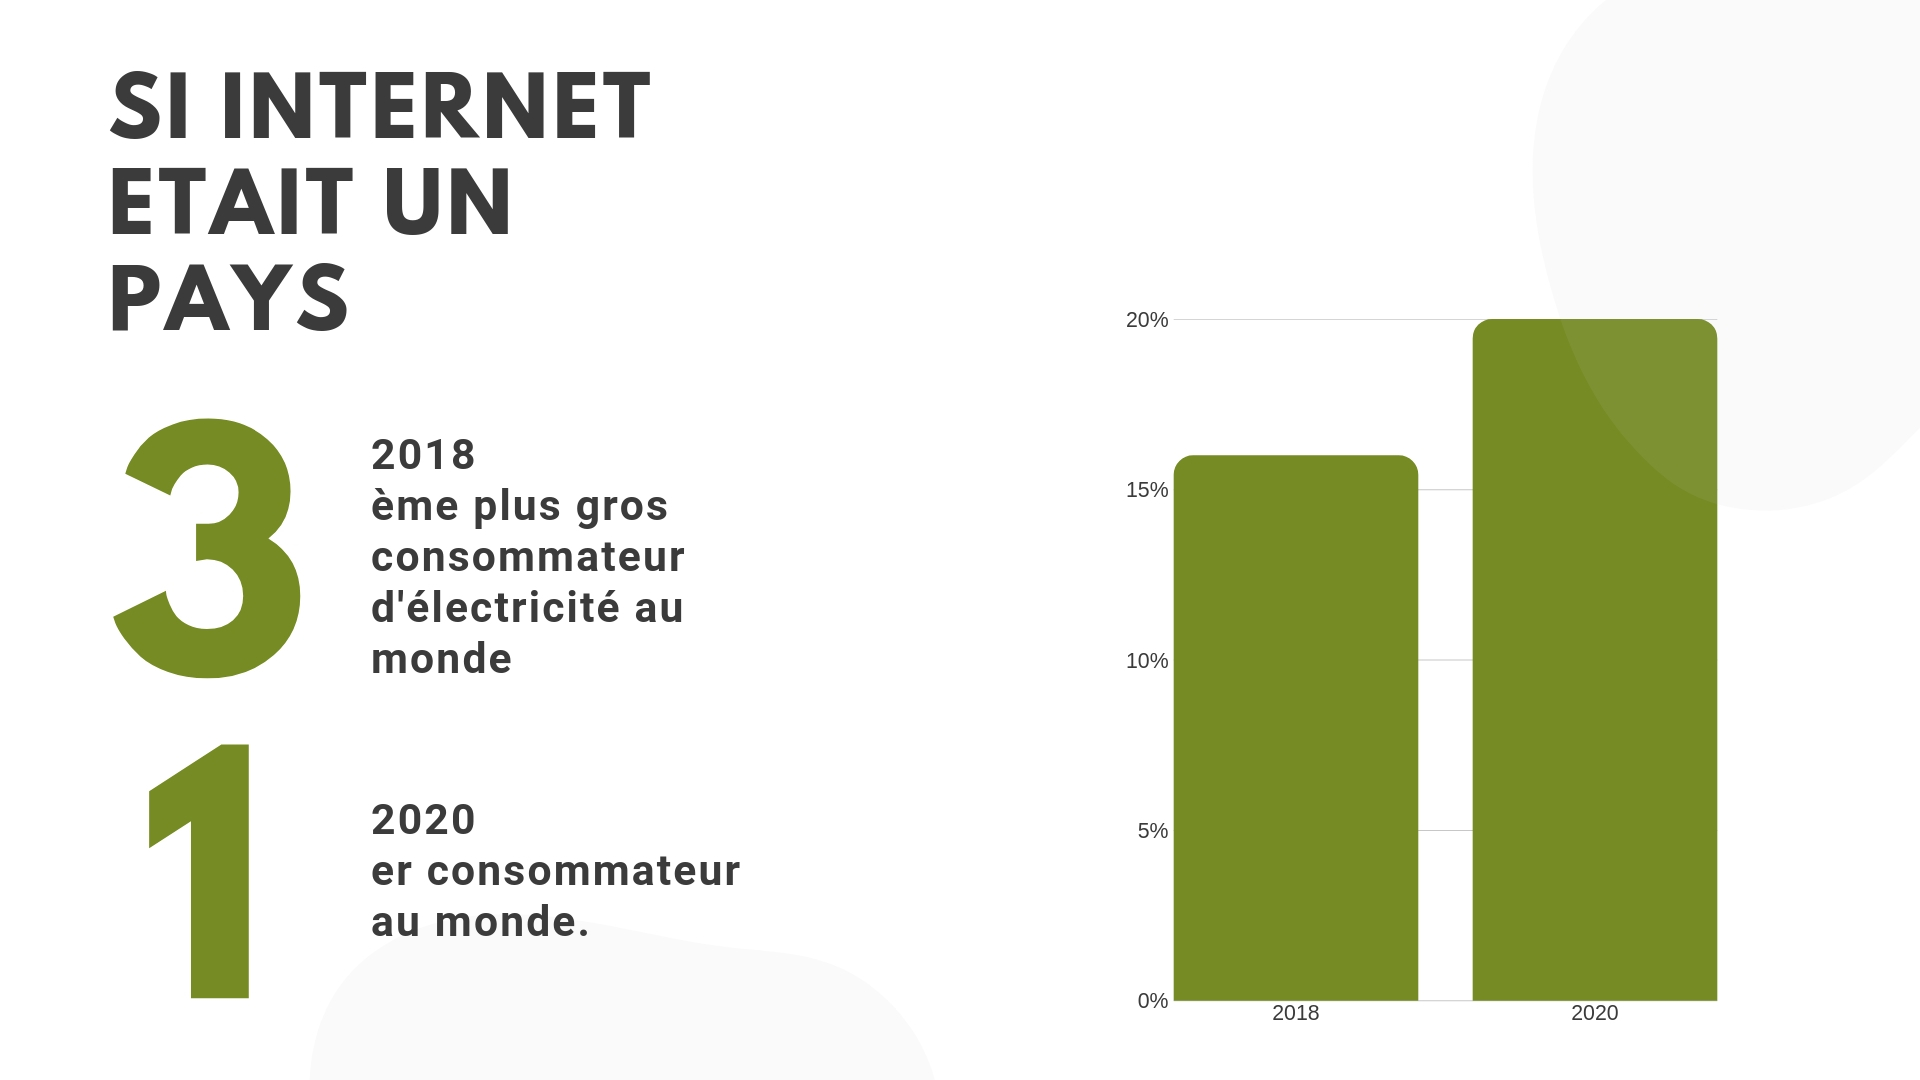 SI INTERNET
ETAIT UN
PAYS
3
2018
ème plus gros
consommateur
d'électricité au
monde
1
2020
er consommateur
au monde.
20%
15%
10%
5%
0%
2018
2020